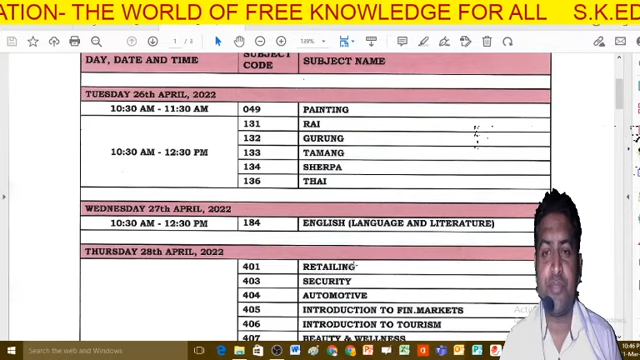 ATION- THE WORLD OF FREE KNOWLEDGE FOR ALL S.K.ED
1 / 3 139%
DAY, DATE AND TIME SUBJECT CODE SUBJECT NAME
TUESDAY 26th APRIL, 2022
10:30 AM - 11:30 AM 049 PAINTING
131 RAI
132 GURUNG
10:30 AM - 12:30 PM 133 TAMANG
134 SHERPA
136 THAI
WEDNESDAY 27th APRIL, 2022
10:30 AM - 12:30 PM 184 ENGLISH (LANGUAGE AND LITERATURE)
THURSDAY 28th APRIL, 2022
401 RETAILING
403 SECURITY
404 AUTOMOTIVE
405 INTRODUCTION TO FIN.MARKETS
406 INTRODUCTION TO TOURISM
407 BEAUTY & WELLNESS
Search the web and Windows